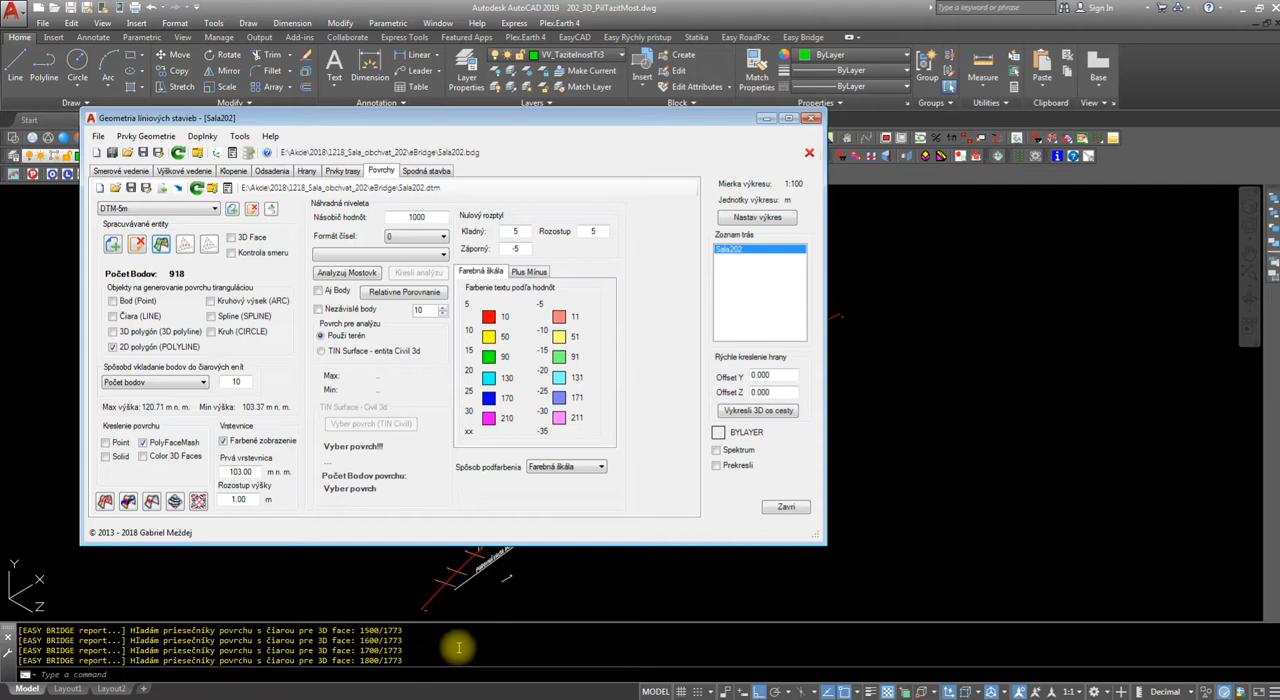 Autodesk AutoCAD 2019 202_3D_PilTazitMost.dwg
Type a keyword or phrase
Sign In
File Edit View Insert Format Tools Draw Dimension Modify Parametric Window Help Express Plex.Earth 4
Home Insert Annotate Parametric View Manage Output Add-ins Collaborate Express Tools Featured Apps Plex.Earth 4 EasyCAD Easy Rýchly prístup Statika Easy RoadPac Easy Bridge
Line Polyline Circle Arc
Move Rotate Trim
Copy Mirror Fillet
Stretch Scale Array
Text Dimension
Linear
Leader
Table
Layer Properties
VV_TazitelnostTr3
Make Current
Match Layer
Insert
Create
Edit
Edit Attributes
Match Properties
ByLayer
ByLayer
ByLayer
Group
Measure
Paste
Base
Draw Modify Annotation Layers Block Properties Groups Utilities Clipboard View
Start
Geometria líniových stavieb - [Sala202]
File Prvky Geometrie Doplnky Tools Help
E:\Akcie\2018\1218_Sala_obchvat_202\eBridge\Sala202.bdg
Smerové vedenie Výškové vedenie Klopenie Odsadenia Hrany Prvky trasy Povrchy Spodná stavba
E:\Akcie\2018\1218_Sala_obchvat_202\eBridge\Sala202.dtm
DTM-5m
Spracuvávané entity
3D Face
Kontrola smeru
Počet Bodov: 918
Objekty na generovanie povrchu trianguláciou
Bod (Point) Kruhový výsek (ARC)
Čiara (LINE) Spline (SPLINE)
3D polygón (3D polyline) Kruh (CIRCLE)
2D polygón (POLYLINE)
Spôsobd vkladanie bodov do čiarových enít
Počet bodov 10
Max výška: 120.71 m n. m. Min výška: 103.37 m n. m.
Kreslenie povrchu
Point PolyFaceMash
Solid Color 3D Faces
Vrstevnice
Farbené zobrazenie
Prvá vrstevnica
103.00 m n.m.
Rozostup výšky
1.00 m
Náhradná niveleta
Násobič hodnôt: 1000
Formát čísel: 0
Analyzuj Mostovk Kresli analýzu
Aj Body Relatívne Porovnanie
Nezávislé body 10
Povrch pre analýzu
Použi terén
TIN Surface - entita Civil 3d
Max: ..
Min: ..
TIN Surface - Civil 3d
Vyber povrch (TIN Civil)
Vyber povrch!!!
---
Počet Bodov povrchu:
Vyber povrch
Nulový rozptyl
Kladný: 5 Rozostup 5
Záporný: -5
Farebná škála Plus Mínus
Farbenie textu podľa hodnôt
5 -5
10 11
10 -10
50 51
15 -15
90 91
20 -20
130 131
25 -25
170 171
30 -30
210 211
xx -35
Spôsob podfarbenia Farebná škála
Mierka výkresu: 1:100
Jednotky výkresu: m
Nastav výkres
Zoznam trás
Sala202
Rýchle kreslenie hrany
Offset Y 0.000
Offset Z 0.000
Vykresli 3D os cesty
BYLAYER
Spektrum
Prekresli
Zavri
© 2013 - 2018 Gabriel Meždej
Y
X
Z
[EASY BRIDGE report...] Hľadám priesečníky povrchu s čiarou pre 3D face: 1500/1773
[EASY BRIDGE report...] Hľadám priesečníky povrchu s čiarou pre 3D face: 1600/1773
[EASY BRIDGE report...] Hľadám priesečníky povrchu s čiarou pre 3D face: 1700/1773
[EASY BRIDGE report...] Hľadám priesečníky povrchu s čiarou pre 3D face: 1800/1773
Type a command
Model Layout1 Layout2 +
MODEL 1:1 Decimal